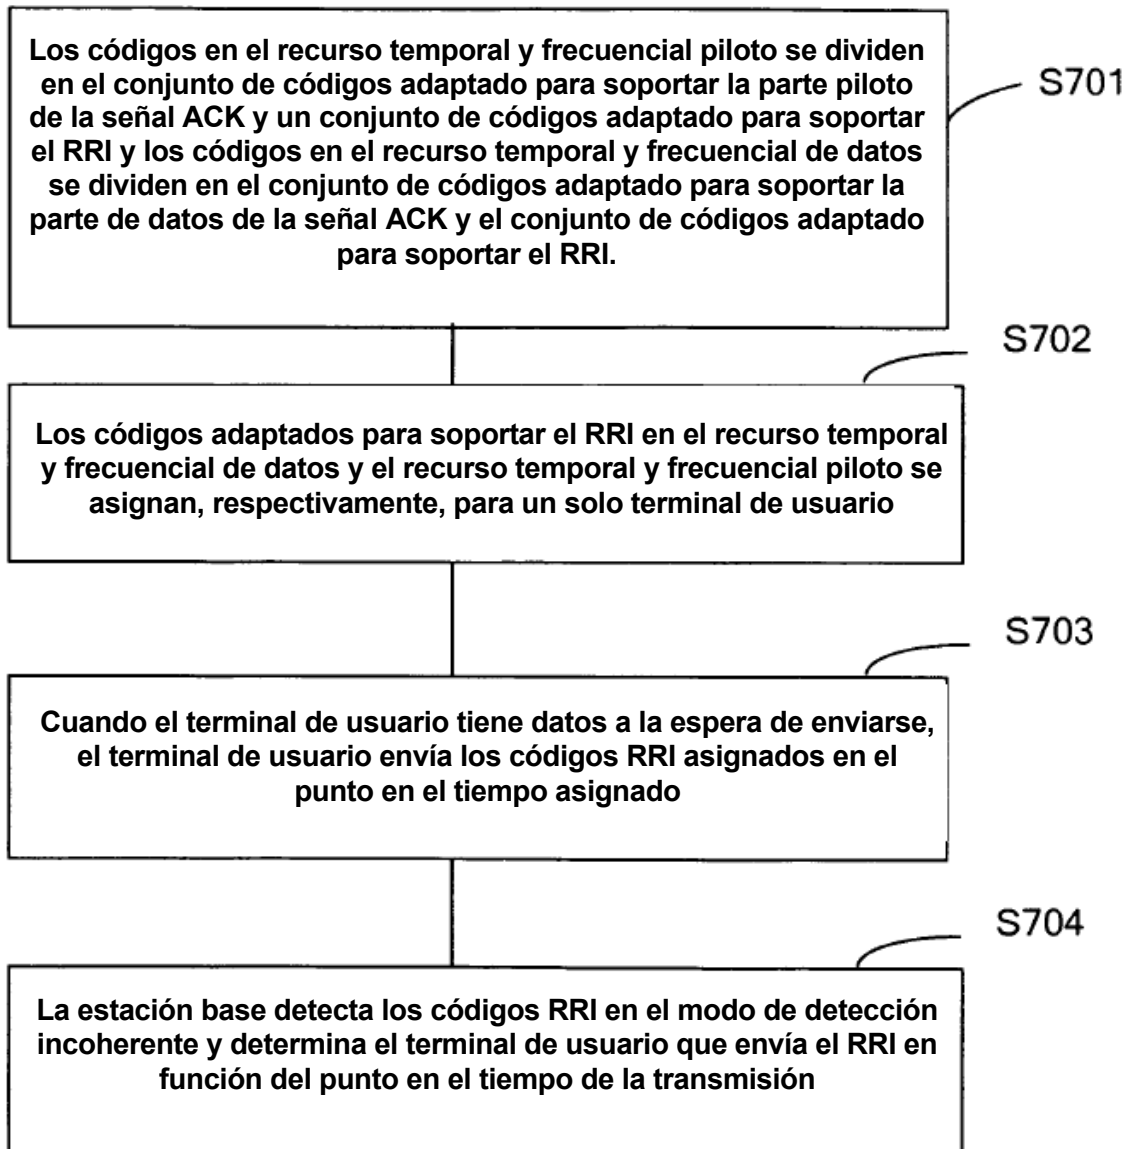 Los códigos en el recurso temporal y frecuencial piloto se dividen
en el conjunto de códigos adaptado para soportar la parte piloto
de la señal ACK y un conjunto de códigos adaptado para soportar
el RRI y los códigos en el recurso temporal y frecuencial de datos
se dividen en el conjunto de códigos adaptado para soportar la
parte de datos de la señal ACK y el conjunto de códigos adaptado
para soportar el RRI.
S701
S702
Los códigos adaptados para soportar el RRI en el recurso temporal
y frecuencial de datos y el recurso temporal y frecuencial piloto se
asignan, respectivamente, para un solo terminal de usuario
S703
Cuando el terminal de usuario tiene datos a la espera de enviarse,
el terminal de usuario envía los códigos RRI asignados en el
punto en el tiempo asignado
S704
La estación base detecta los códigos RRI en el modo de detección
incoherente y determina el terminal de usuario que envía el RRI en
función del punto en el tiempo de la transmisión